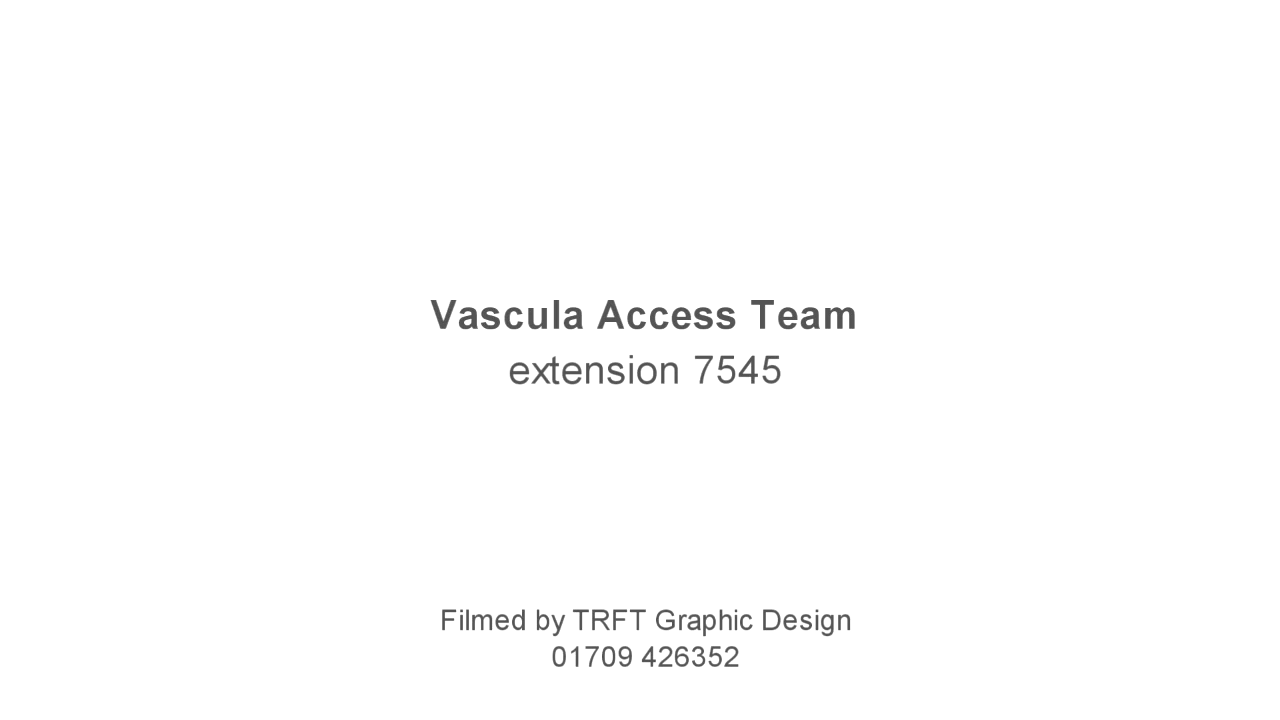 Vascula Access Team
extension 7545
Filmed by TRFT Graphic Design
01709 426352